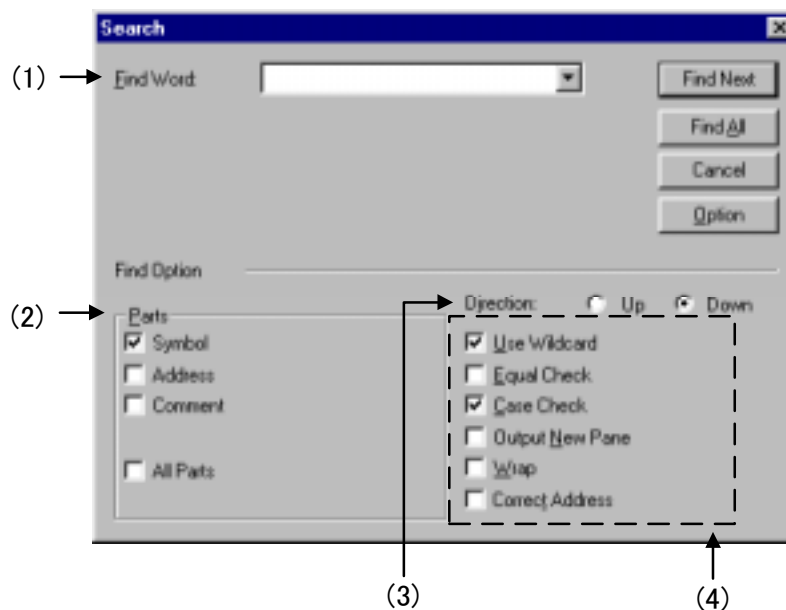 Search
(1)
Find Word:
Find Next
Find All
Cancel
Option
Find Option
(3)
Direction:
Up
Down
(2)
Parts
Symbol
Address
Comment
All Parts
Use Wildcard
Equal Check
Case Check
Output New Pane
Wrap
Correct Address
(3)
(4)